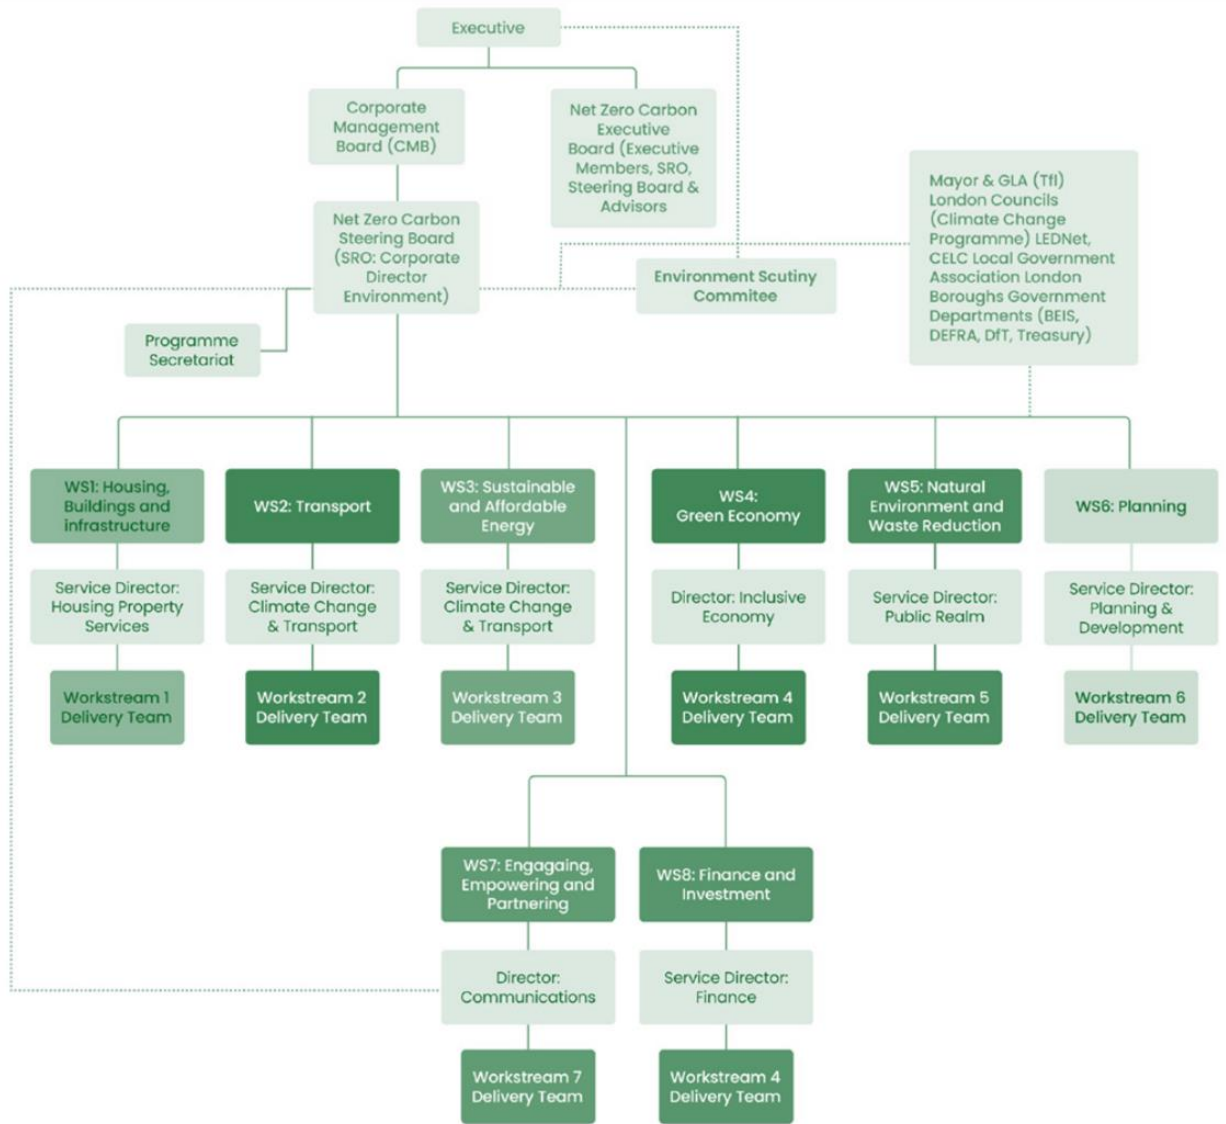 Executive
Corporate
Management
Board (CMB)
Net Zero Carbon
Executive
Board (Executive
Members, SRO,
Steering Board &
Advisors
Mayor & GLA (TfI)
London Councils
(Climate Change
Programme) LEDNet,
CELC Local Government
Association London
Boroughs Government
Departments (BEIS,
DEFRA, DfT, Treasury)
Net Zero Carbon
Steering Board
(SRO: Corporate
Director
Environment)
Environment Scutiny
Commitee
Programme
Secretariat
WS1: Housing,
Buildings and
infrastructure
WS2: Transport
WS3: Sustainable
and Affordable
Energy
WS4:
Green Economy
WS5: Natural
Environment and
Waste Reduction
WS6: Planning
Service Director:
Housing Property
Services
Service Director:
Climate Change
& Transport
Service Director:
Climate Change
& Transport
Director: Inclusive
Economy
Service Director:
Public Realm
Service Director:
Planning &
Development
Workstream 1
Delivery Team
Workstream 2
Delivery Team
Workstream 3
Delivery Team
Workstream 4
Delivery Team
Workstream 5
Delivery Team
Workstream 6
Delivery Team
WS7: Engagaing,
Empowering and
Partnering
WS8: Finance and
Investment
Director:
Communications
Service Director:
Finance
Workstream 7
Delivery Team
Workstream 4
Delivery Team